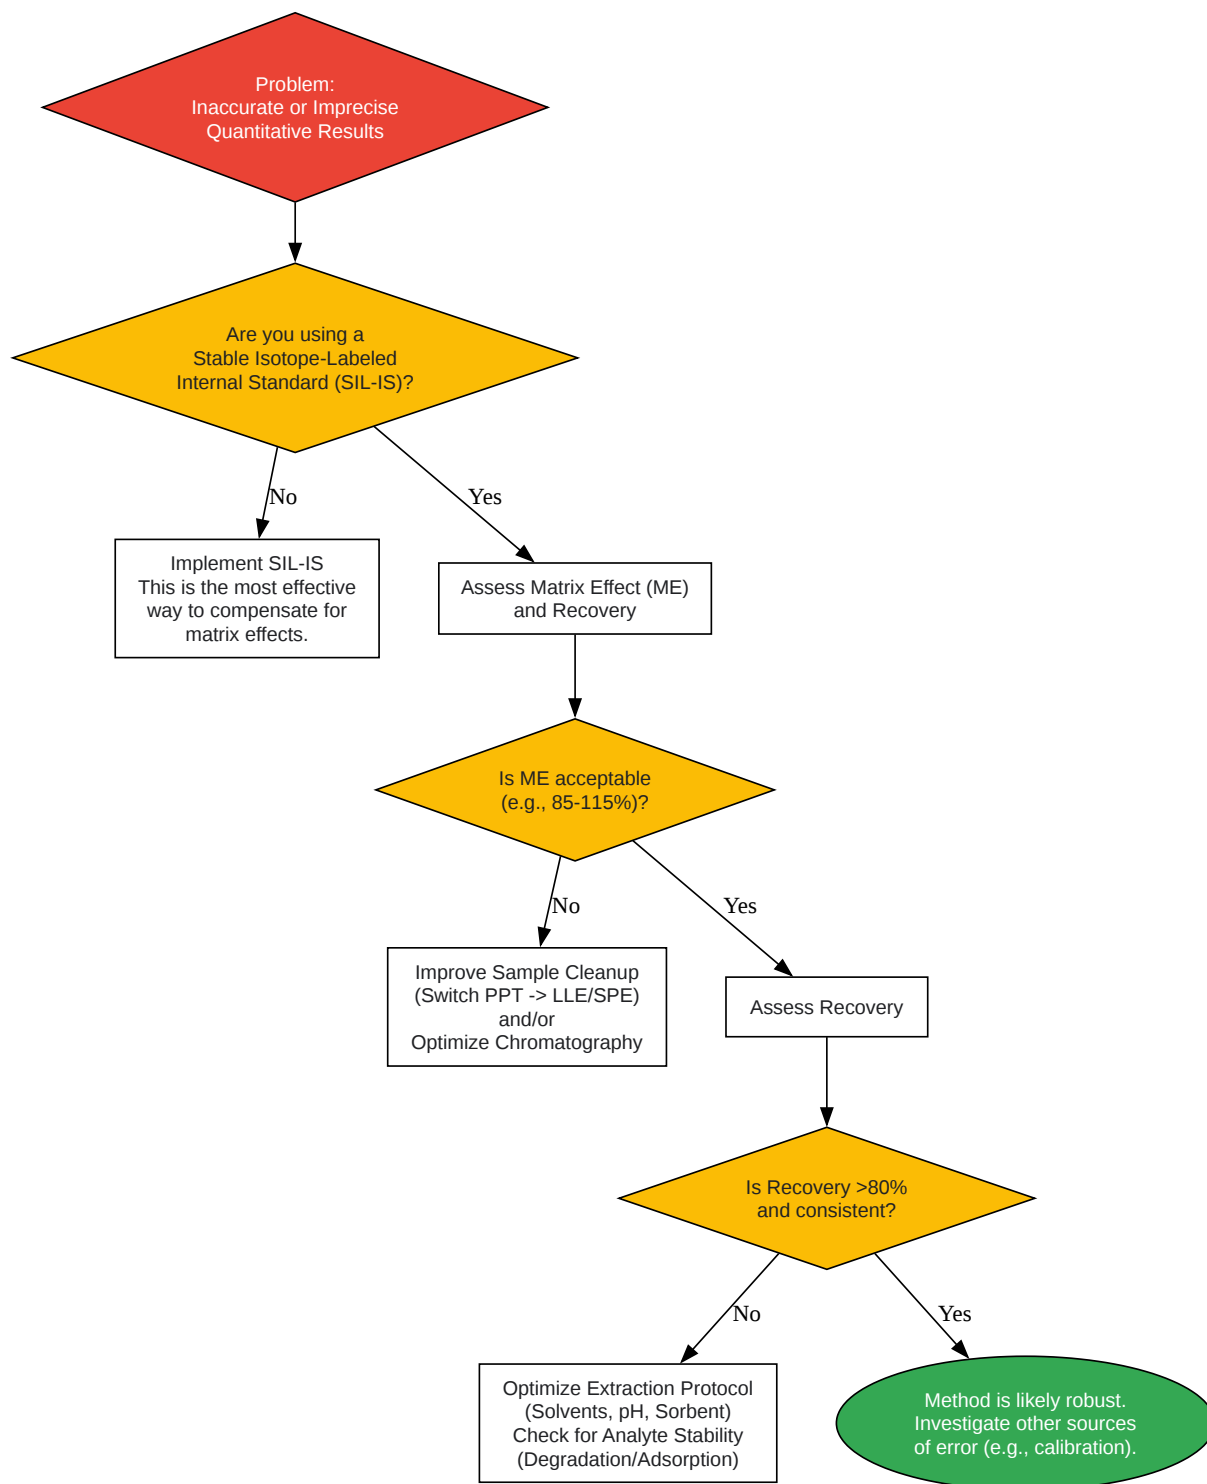 Problem:
Inaccurate or Imprecise
Quantitative Results
Are you using a
Stable Isotope-Labeled
Internal Standard (SIL-IS)?
No
Yes
Implement SIL-IS
This is the most effective
way to compensate for
matrix effects.
Assess Matrix Effect (ME)
and Recovery
Is ME acceptable
(e.g., 85-115%)?
No
Yes
Improve Sample Cleanup
(Switch PPT -> LLE/SPE)
and/or
Optimize Chromatography
Assess Recovery
Is Recovery >80%
and consistent?
No
Yes
Optimize Extraction Protocol
(Solvents, pH, Sorbent)
Check for Analyte Stability
(Degradation/Adsorption)
Method is likely robust.
Investigate other sources
of error (e.g., calibration).